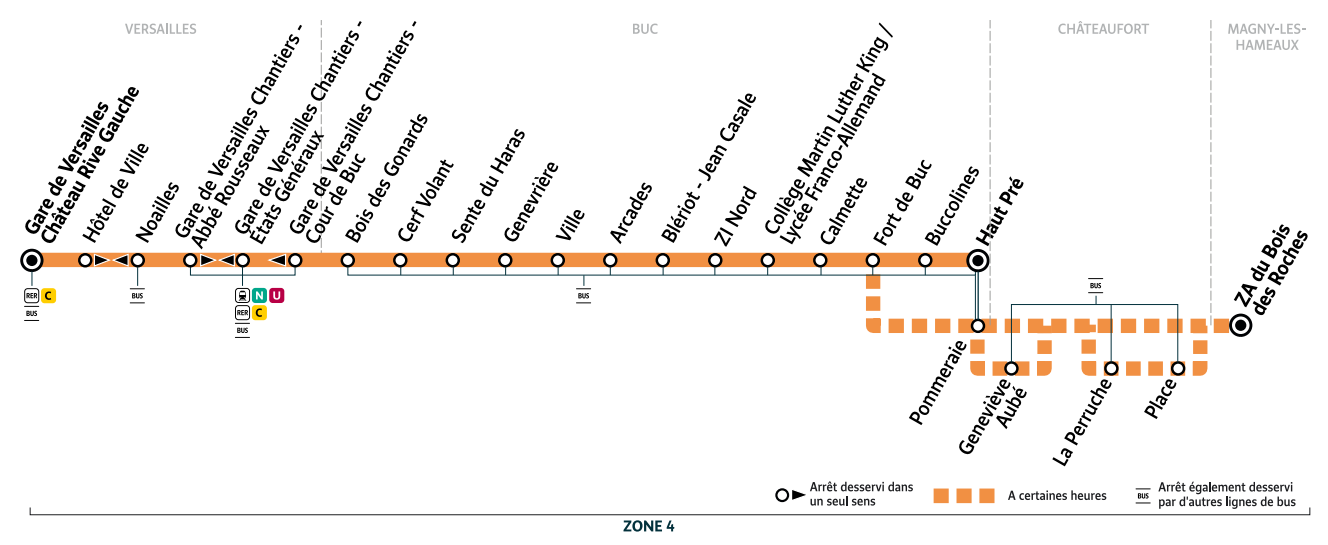 VERSAILLES
BUC
CHÂTEAUFORT
MAGNY-LES-
HAMEAUX
Gare de Versailles
Château Rive Gauche
Hôtel de Ville
Noailles
Gare de Versailles Chantiers -
Abbé Rousseaux
Gare de Versailles Chantiers -
Etats Généraux
Gare de Versailles Chantiers -
Cour de Buc
Bois des Gonards
Cerf Volant
Sente du Haras
Genevrière
Ville
Arcades
Blériot - Jean Casale
ZI Nord
Collège Martin Luther King /
Lycée Franco-Allemand
Calmette
Fort de Buc
Buccolines
Haut Pré
ZA du Bois
des Roches
RER C
BUS
BUS
N U
RER C
BUS
BUS
BUS
Pommeraie
Geneviève
Aubé
La Perruche
Place
Arrêt desservi dans
un seul sens
A certaines heures
BUS
Arrêt également desservi
par d'autres lignes de bus
ZONE 4